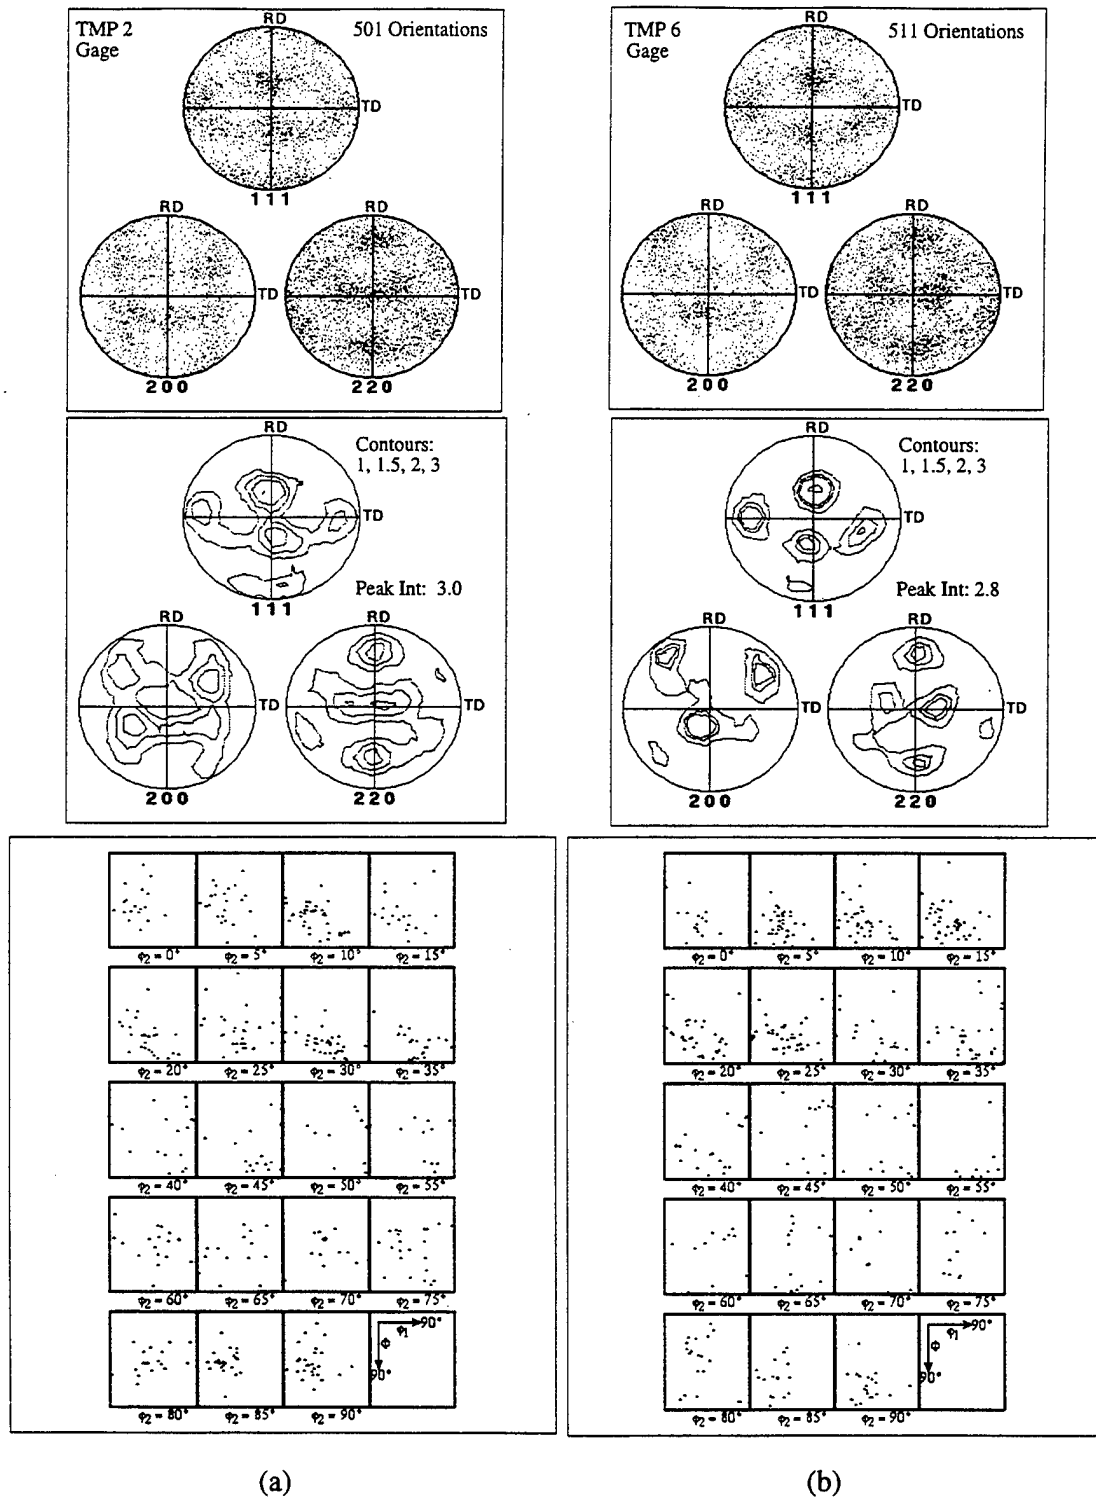 TMP 2
Gage
RD
501 Orientations
TD
111
RD
RD
TD
TD
200
220
RD
Contours:
1, 1.5, 2, 3
TD
Peak Int: 3.0
111
RD
RD
TD
TD
200
220
φ2 = 0° φ2 = 5° φ2 = 10° φ2 = 15°
φ2 = 20° φ2 = 25° φ2 = 30° φ2 = 35°
φ2 = 40° φ2 = 45° φ2 = 50° φ2 = 55°
φ2 = 60° φ2 = 65° φ2 = 70° φ2 = 75°
90°
φ1
Φ
90°
φ2 = 80° φ2 = 85° φ2 = 90°
(a)
TMP 6
Gage
RD
511 Orientations
TD
111
RD
RD
TD
TD
200
220
RD
Contours:
1, 1.5, 2, 3
TD
Peak Int: 2.8
111
RD
RD
TD
TD
200
220
φ2 = 0° φ2 = 5° φ2 = 10° φ2 = 15°
φ2 = 20° φ2 = 25° φ2 = 30° φ2 = 35°
φ2 = 40° φ2 = 45° φ2 = 50° φ2 = 55°
φ2 = 60° φ2 = 65° φ2 = 70° φ2 = 75°
90°
φ1
Φ
90°
φ2 = 80° φ2 = 85° φ2 = 90°
(b)